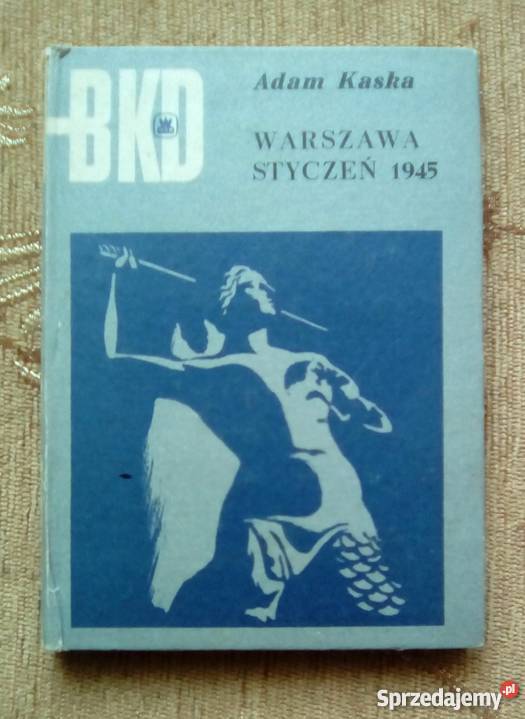 BKD
Adam Kaska
WARSZAWA
STYCZEŃ 1945
Sprzedajemy.pl